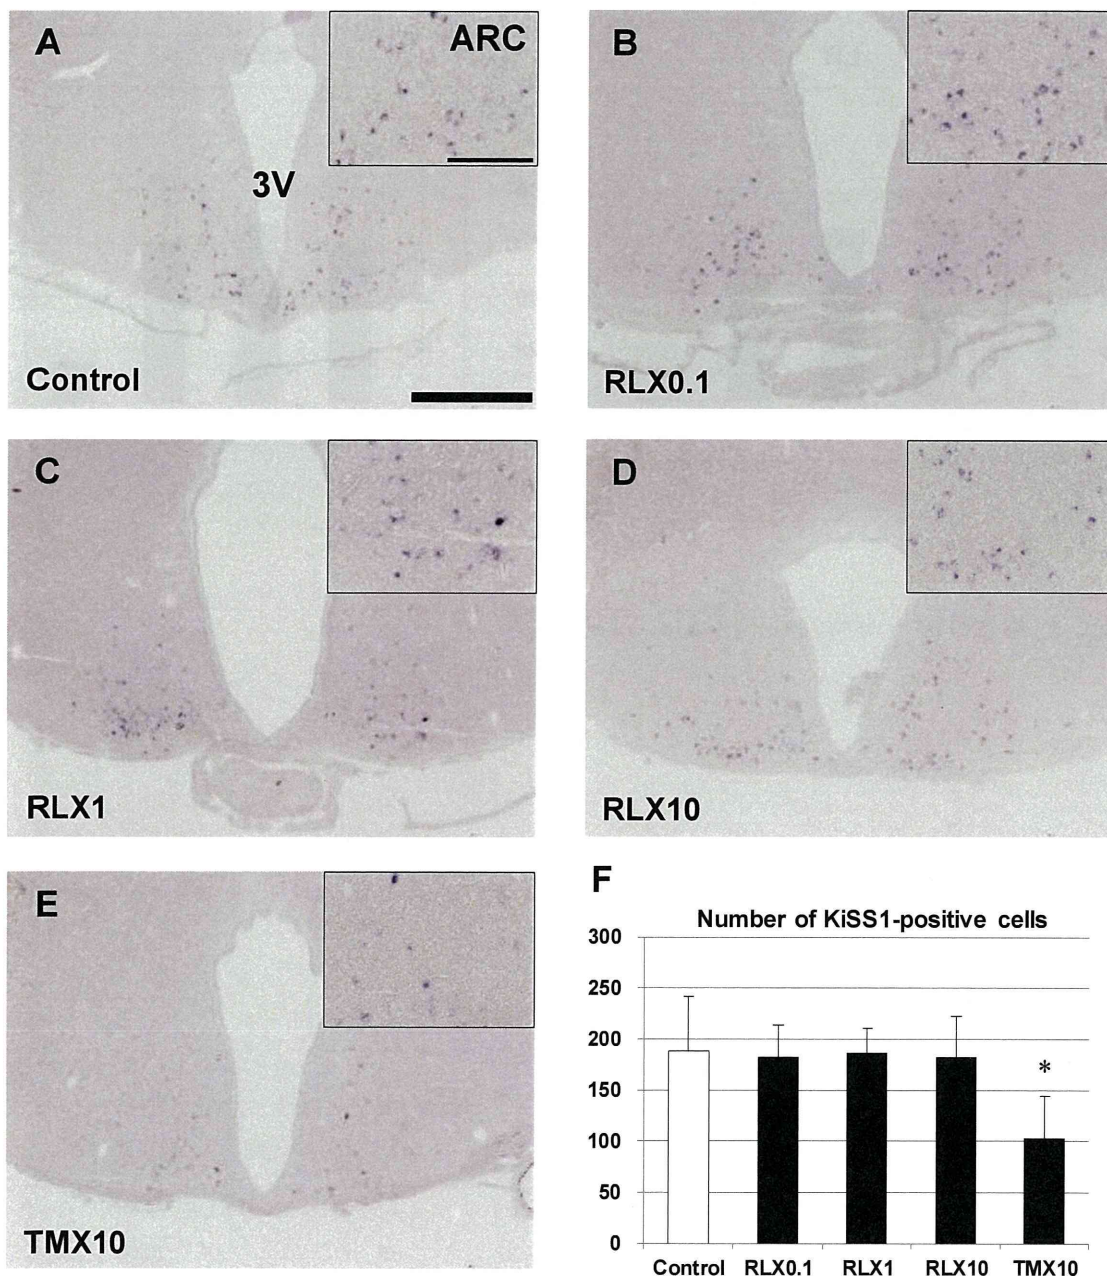 A
ARC
3V
Control
B
RLX0.1
C
RLX1
D
RLX10
E
TMX10
F
Number of KiSS1-positive cells
300
250
200
150
100
50
0
*
Control RLX0.1 RLX1 RLX10 TMX10